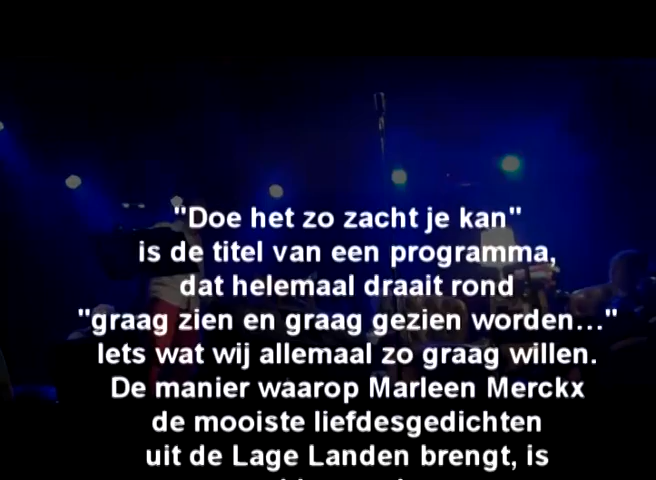 "Doe het zo zacht je kan"
is de titel van een programma,
dat helemaal draait rond
"graag zien en graag gezien worden..."
Iets wat wij allemaal zo graag willen.
De manier waarop Marleen Merckx
de mooiste liefdesgedichten
uit de Lage Landen brengt, is